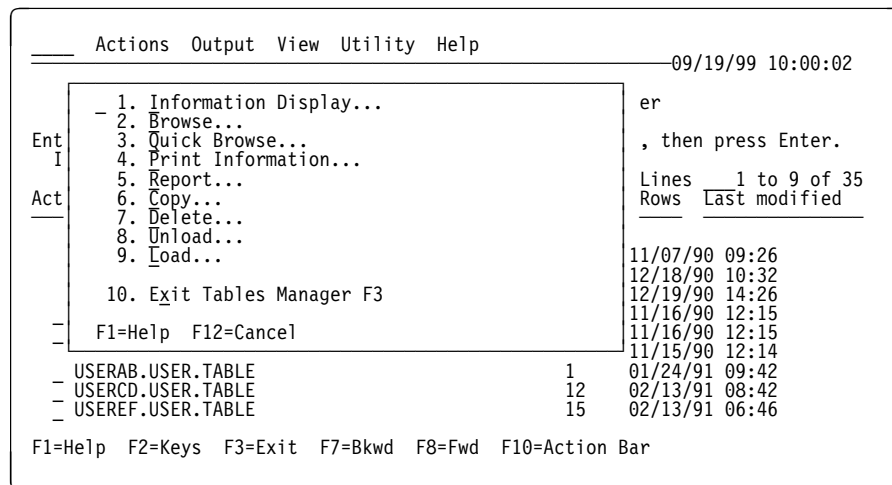 ____ Actions Output View Utility Help
09/19/99 10:00:02
_ 1. Information Display... er
2. Browse...
Ent 3. Quick Browse... , then press Enter.
I 4. Print Information...
5. Report... Lines ___1 to 9 of 35
Act 6. Copy... Rows Last modified
7. Delete...
8. Unload...
9. Load... 11/07/90 09:26
12/18/90 10:32
10. Exit Tables Manager F3 12/19/90 14:26
_ 11/16/90 12:15
_ F1=Help F12=Cancel 11/16/90 12:15
11/15/90 12:14
_ USERAB.USER.TABLE 1 01/24/91 09:42
_ USERCD.USER.TABLE 12 02/13/91 08:42
_ USEREF.USER.TABLE 15 02/13/91 06:46
F1=Help F2=Keys F3=Exit F7=Bkwd F8=Fwd F10=Action Bar